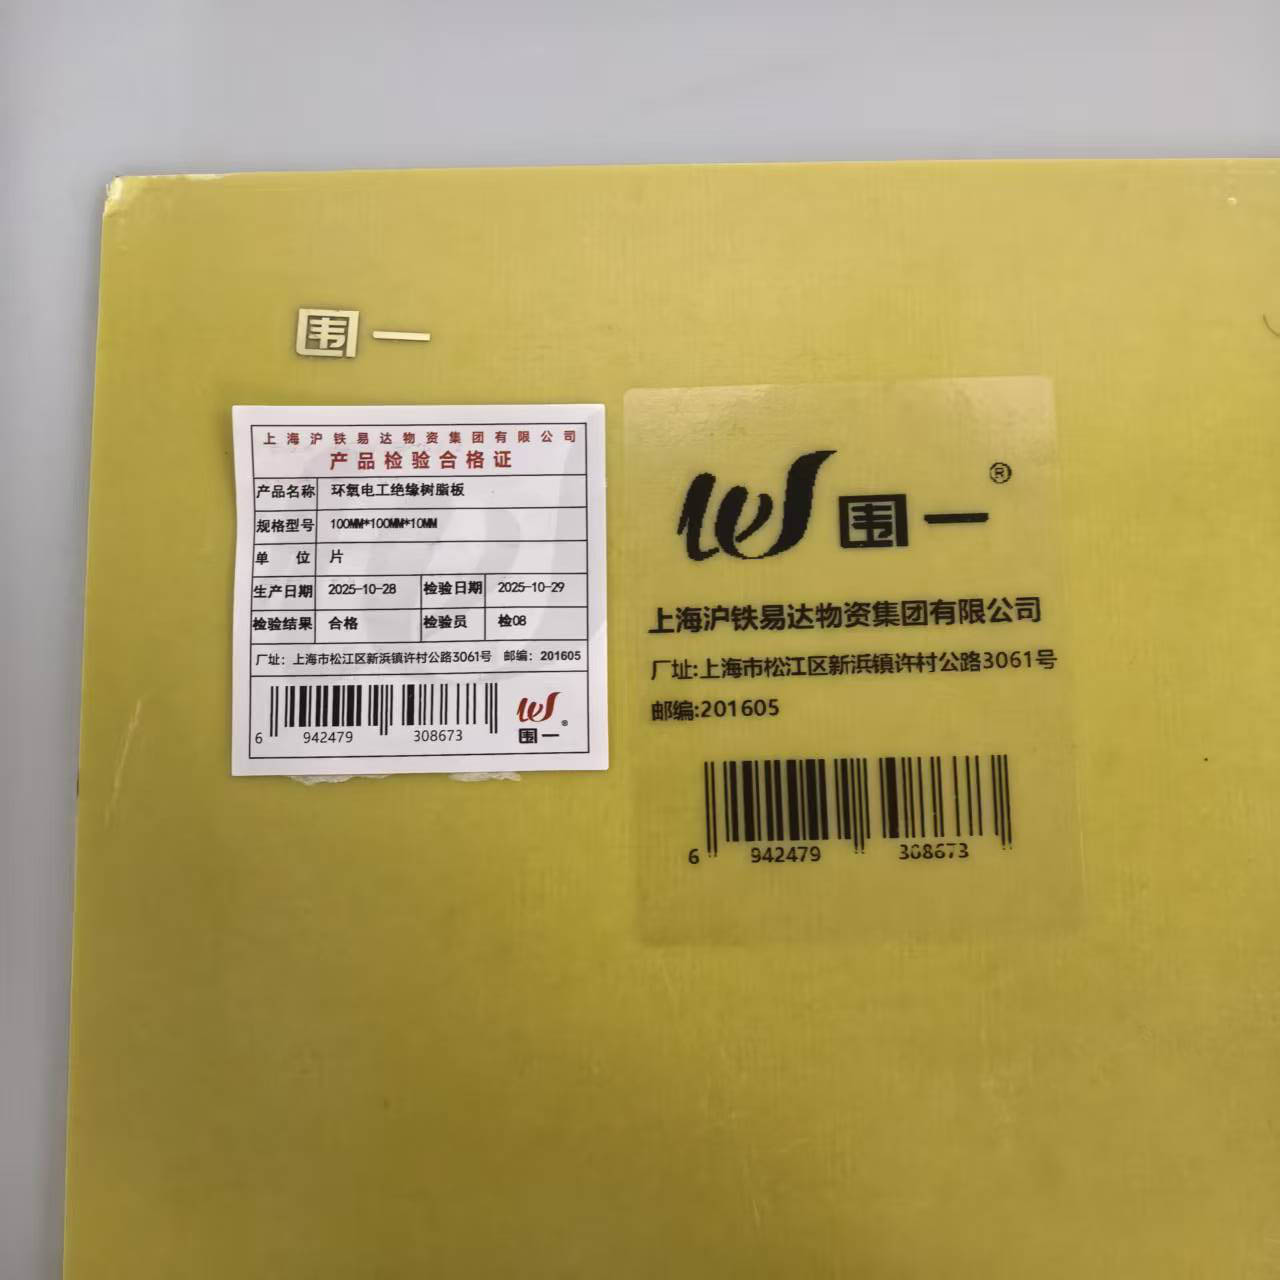 围一
上海沪铁易达物资集团有限公司
产品检验合格证
产品名称 环氧电工绝缘树脂板
规格型号 100MM*100MM*10MM
单 位 片
生产日期 2025-10-28 检验日期 2025-10-29
检验结果 合格 检验员 检08
厂址：上海市松江区新浜镇许村公路3061号 邮编：201605
6 942479 308673
围一®
围一®
上海沪铁易达物资集团有限公司
厂址:上海市松江区新浜镇许村公路3061号
邮编:201605
6 942479 308673